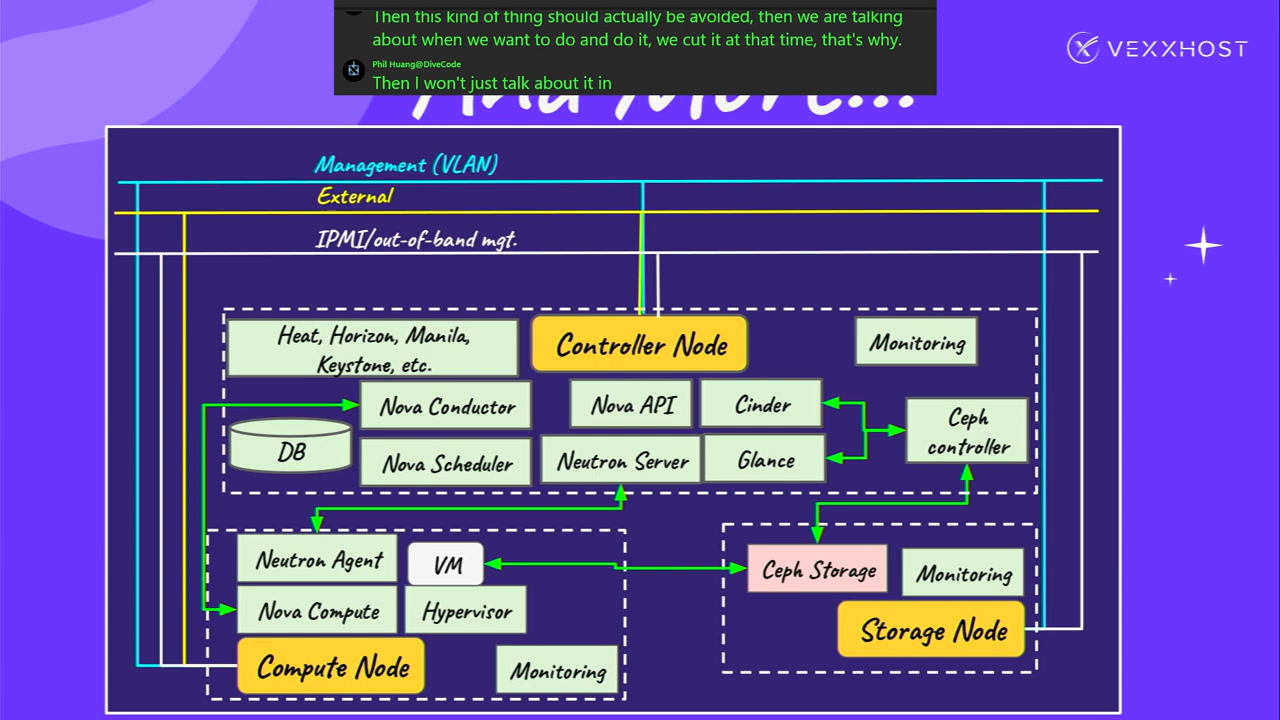 Then this kind of thing should actually be avoided, then we are talking
about when we want to do and do it, we cut it at that time, that's why.
Phil Huang@DiveCode
Then I won't just talk about it in
VEXXHOST
And More...
Management (VLAN)
External
IPMI/out-of-band mgt.
Heat, Horizon, Manila,
Keystone, etc.
Controller Node
Monitoring
Nova Conductor
Nova API
Cinder
Ceph
controller
DB
Nova Scheduler
Neutron Server
Glance
Neutron Agent
VM
Ceph Storage
Monitoring
Nova Compute
Hypervisor
Storage Node
Compute Node
Monitoring